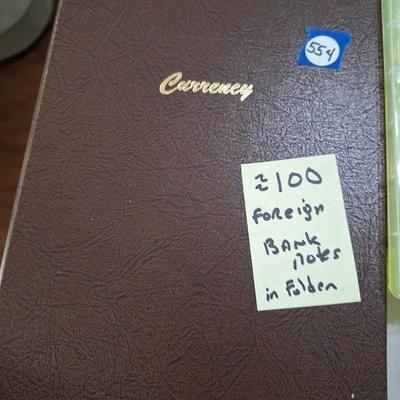 554
Currency
≈100
Foreign
BANK
notes
in Folder